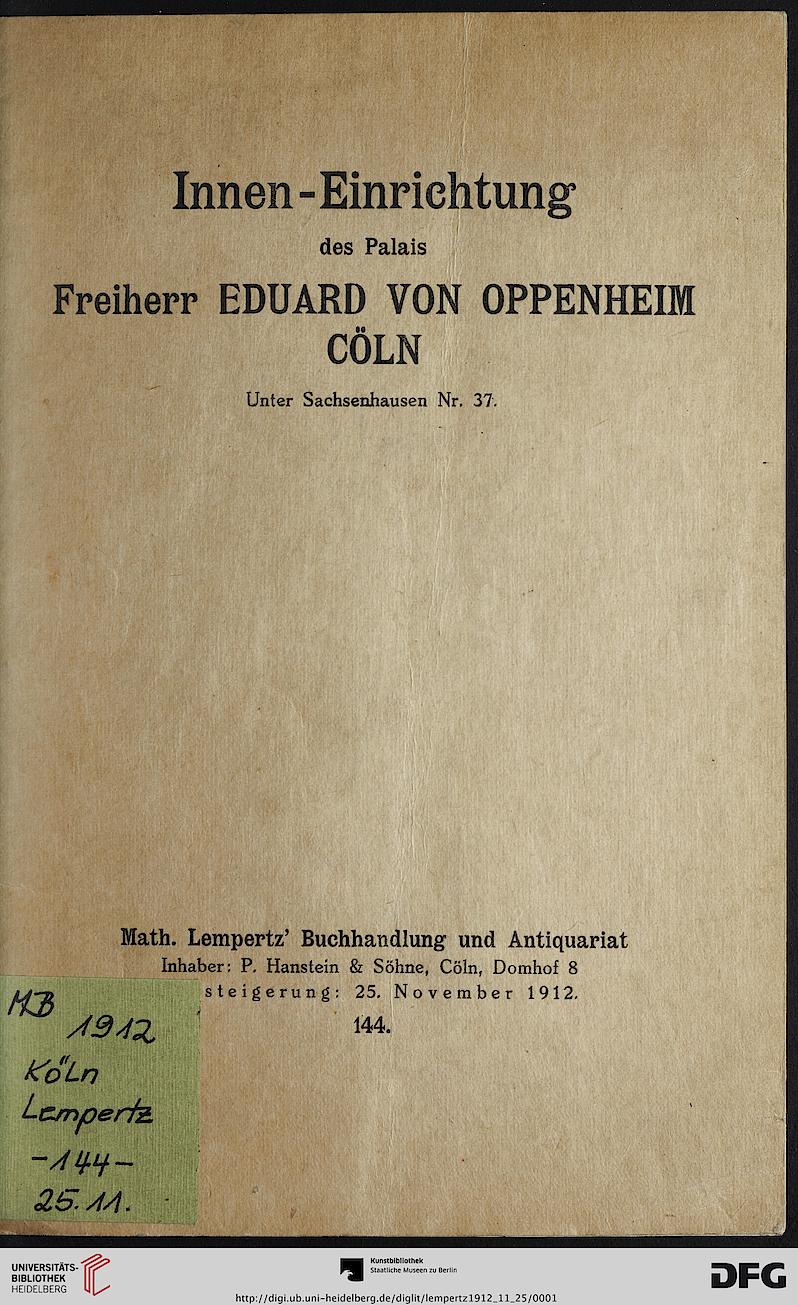 Innen-Einrichtung
des Palais
Freiherr EDUARD VON OPPENHEIM
CÖLN
Unter Sachsenhausen Nr. 37.
Math. Lempertz' Buchhandlung und Antiquariat
Inhaber: P. Hanstein & Söhne, Cöln, Domhof 8
steigerung: 25. November 1912.
144.
MB
1912
Köln
Lempertz
-144-
25.11.
UNIVERSITÄTS-
BIBLIOTHEK
HEIDELBERG
Kunstbibliothek
Staatliche Museen zu Berlin
DFG
http://digi.ub.uni-heidelberg.de/diglit/lempertz1912_11_25/0001